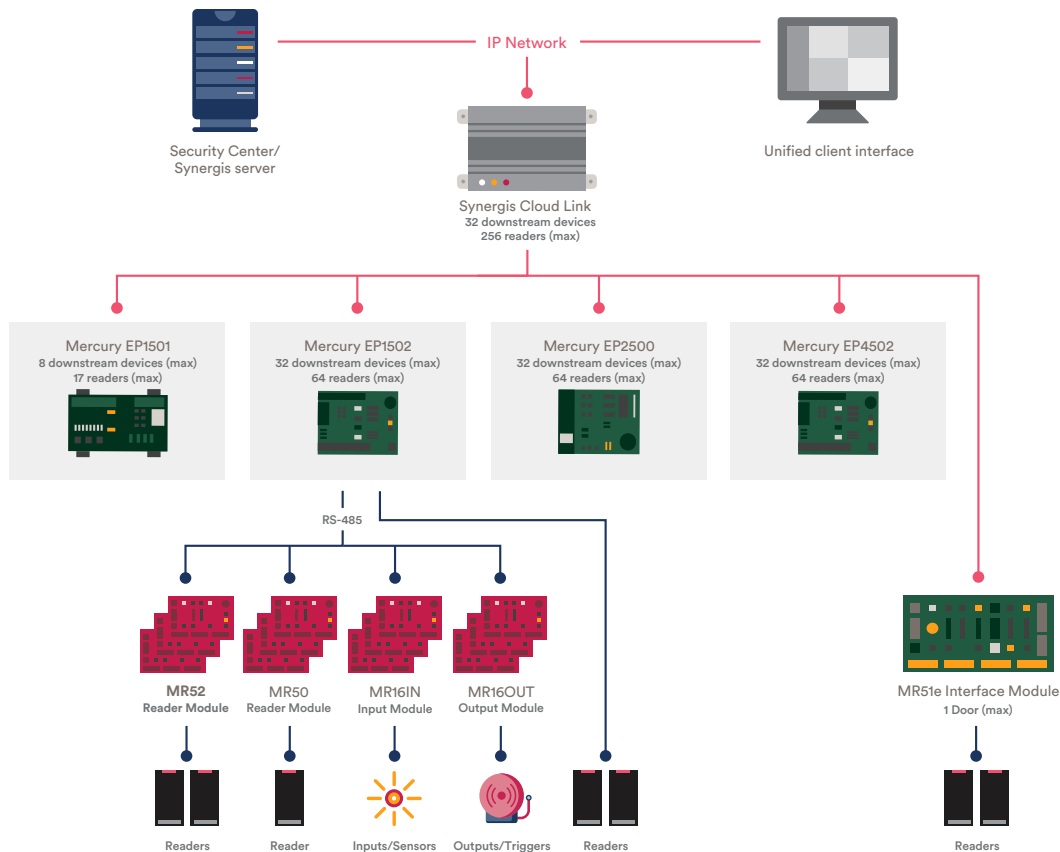 IP Network
Security Center/
Synergis server
Unified client interface
Synergis Cloud Link
32 downstream devices
256 readers (max)
Mercury EP1501
8 downstream devices (max)
17 readers (max)
Mercury EP1502
32 downstream devices (max)
64 readers (max)
Mercury EP2500
32 downstream devices (max)
64 readers (max)
Mercury EP4502
32 downstream devices (max)
64 readers (max)
RS-485
MR52
Reader Module
MR50
Reader Module
MR16IN
Input Module
MR16OUT
Output Module
MR51e Interface Module
1 Door (max)
Readers
Reader
Inputs/Sensors
Outputs/Triggers
Readers
Readers